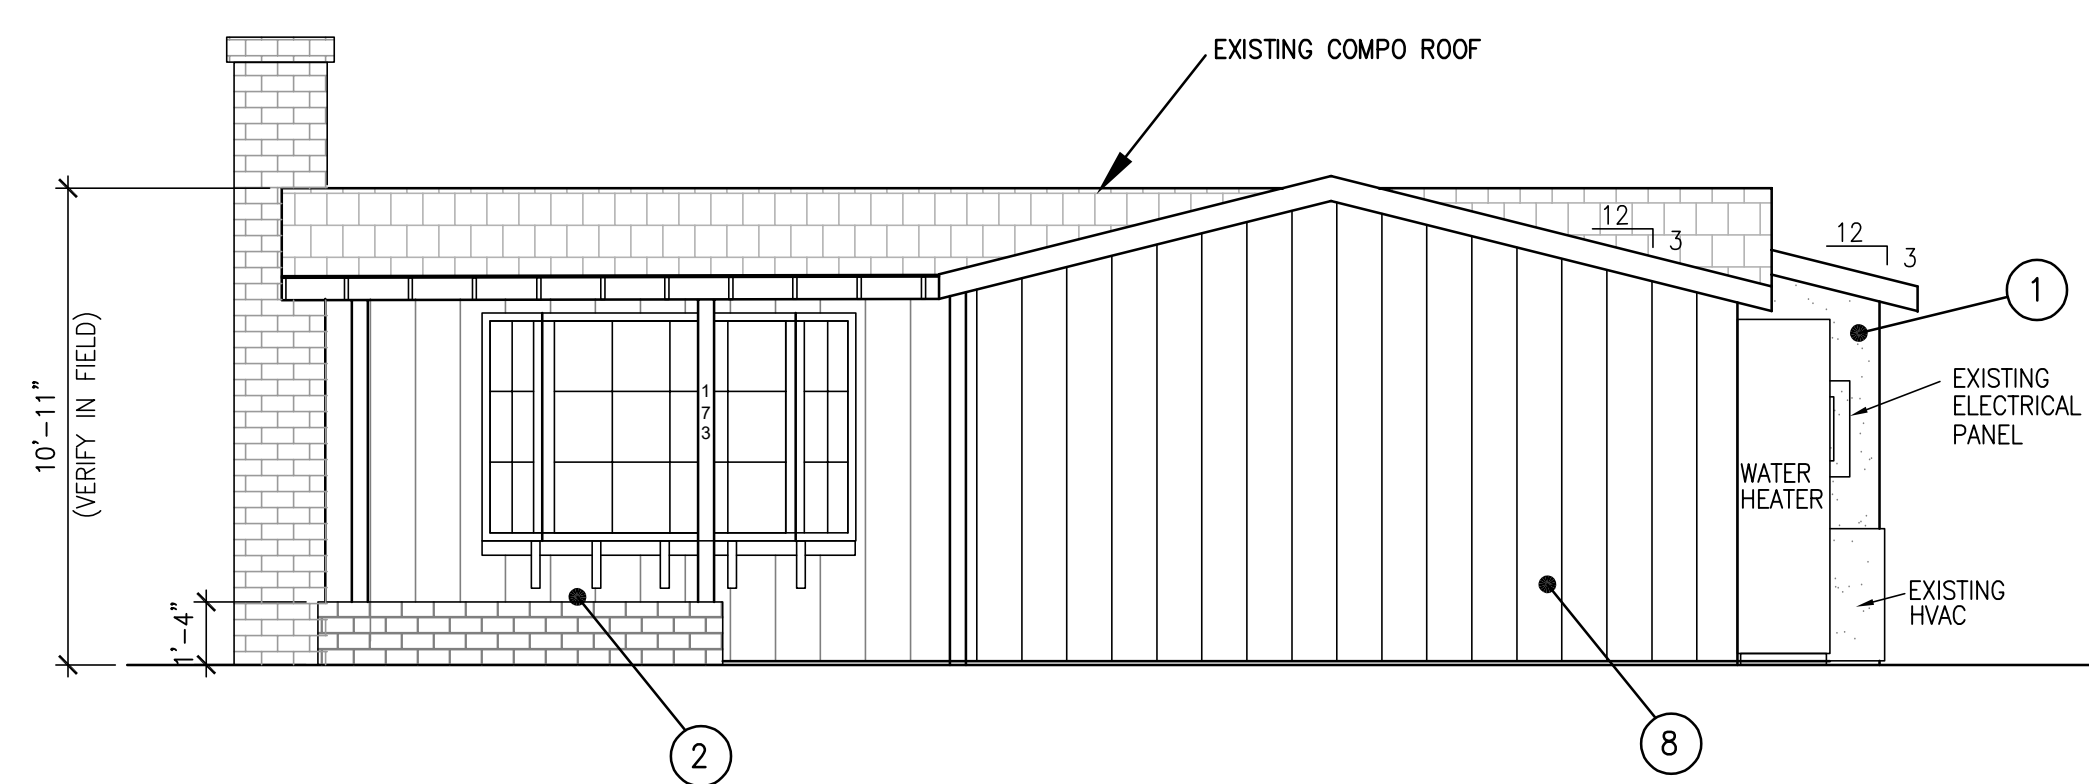 EXISTING COMPO ROOF
12
3
12
3
1
10'-11"
(VERIFY IN FIELD)
1
7
3
EXISTING
ELECTRICAL
PANEL
WATER
HEATER
EXISTING
HVAC
1'-4"
2
8